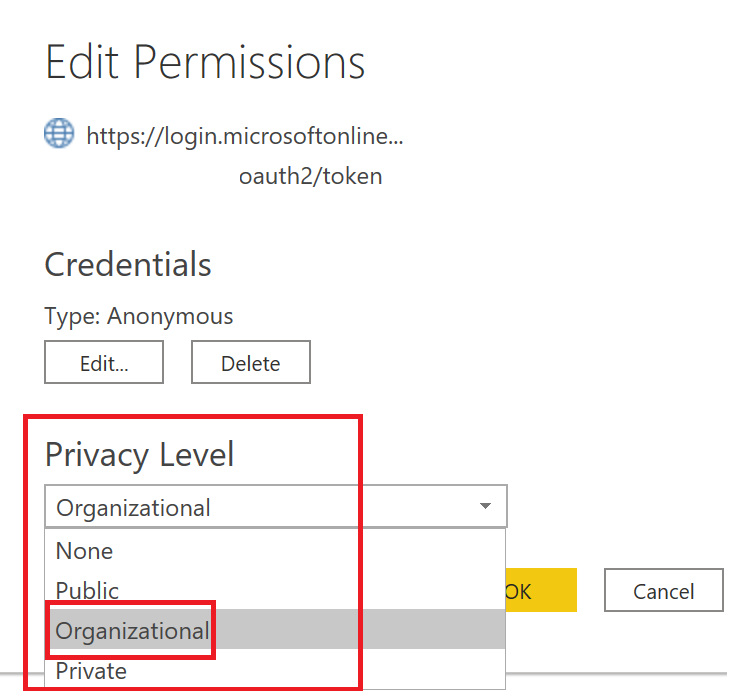 Edit Permissions
https://login.microsoftonline...
oauth2/token
Credentials
Type: Anonymous
Edit... Delete
Privacy Level
Organizational
None
Public
Organizational
Private
OK Cancel